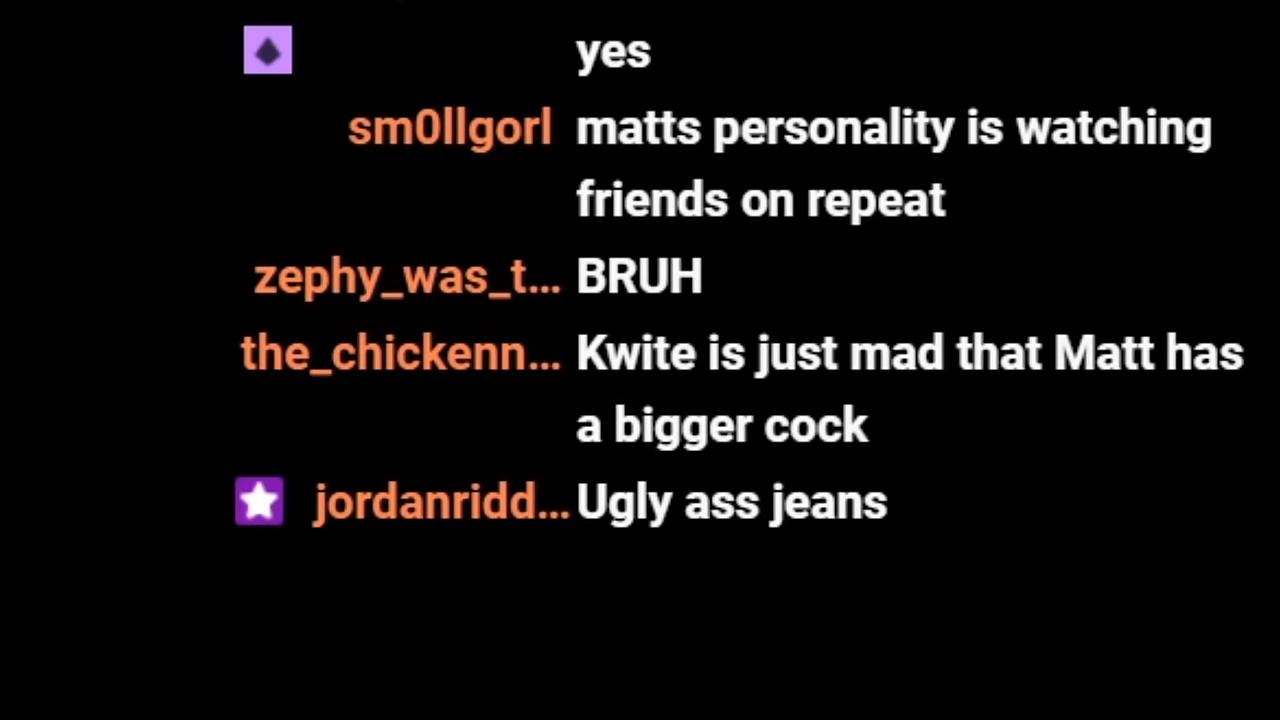 yes
sm0llgorl matts personality is watching
friends on repeat
zephy_was_t... BRUH
the_chickenn... Kwite is just mad that Matt has
a bigger cock
jordanridd... Ugly ass jeans